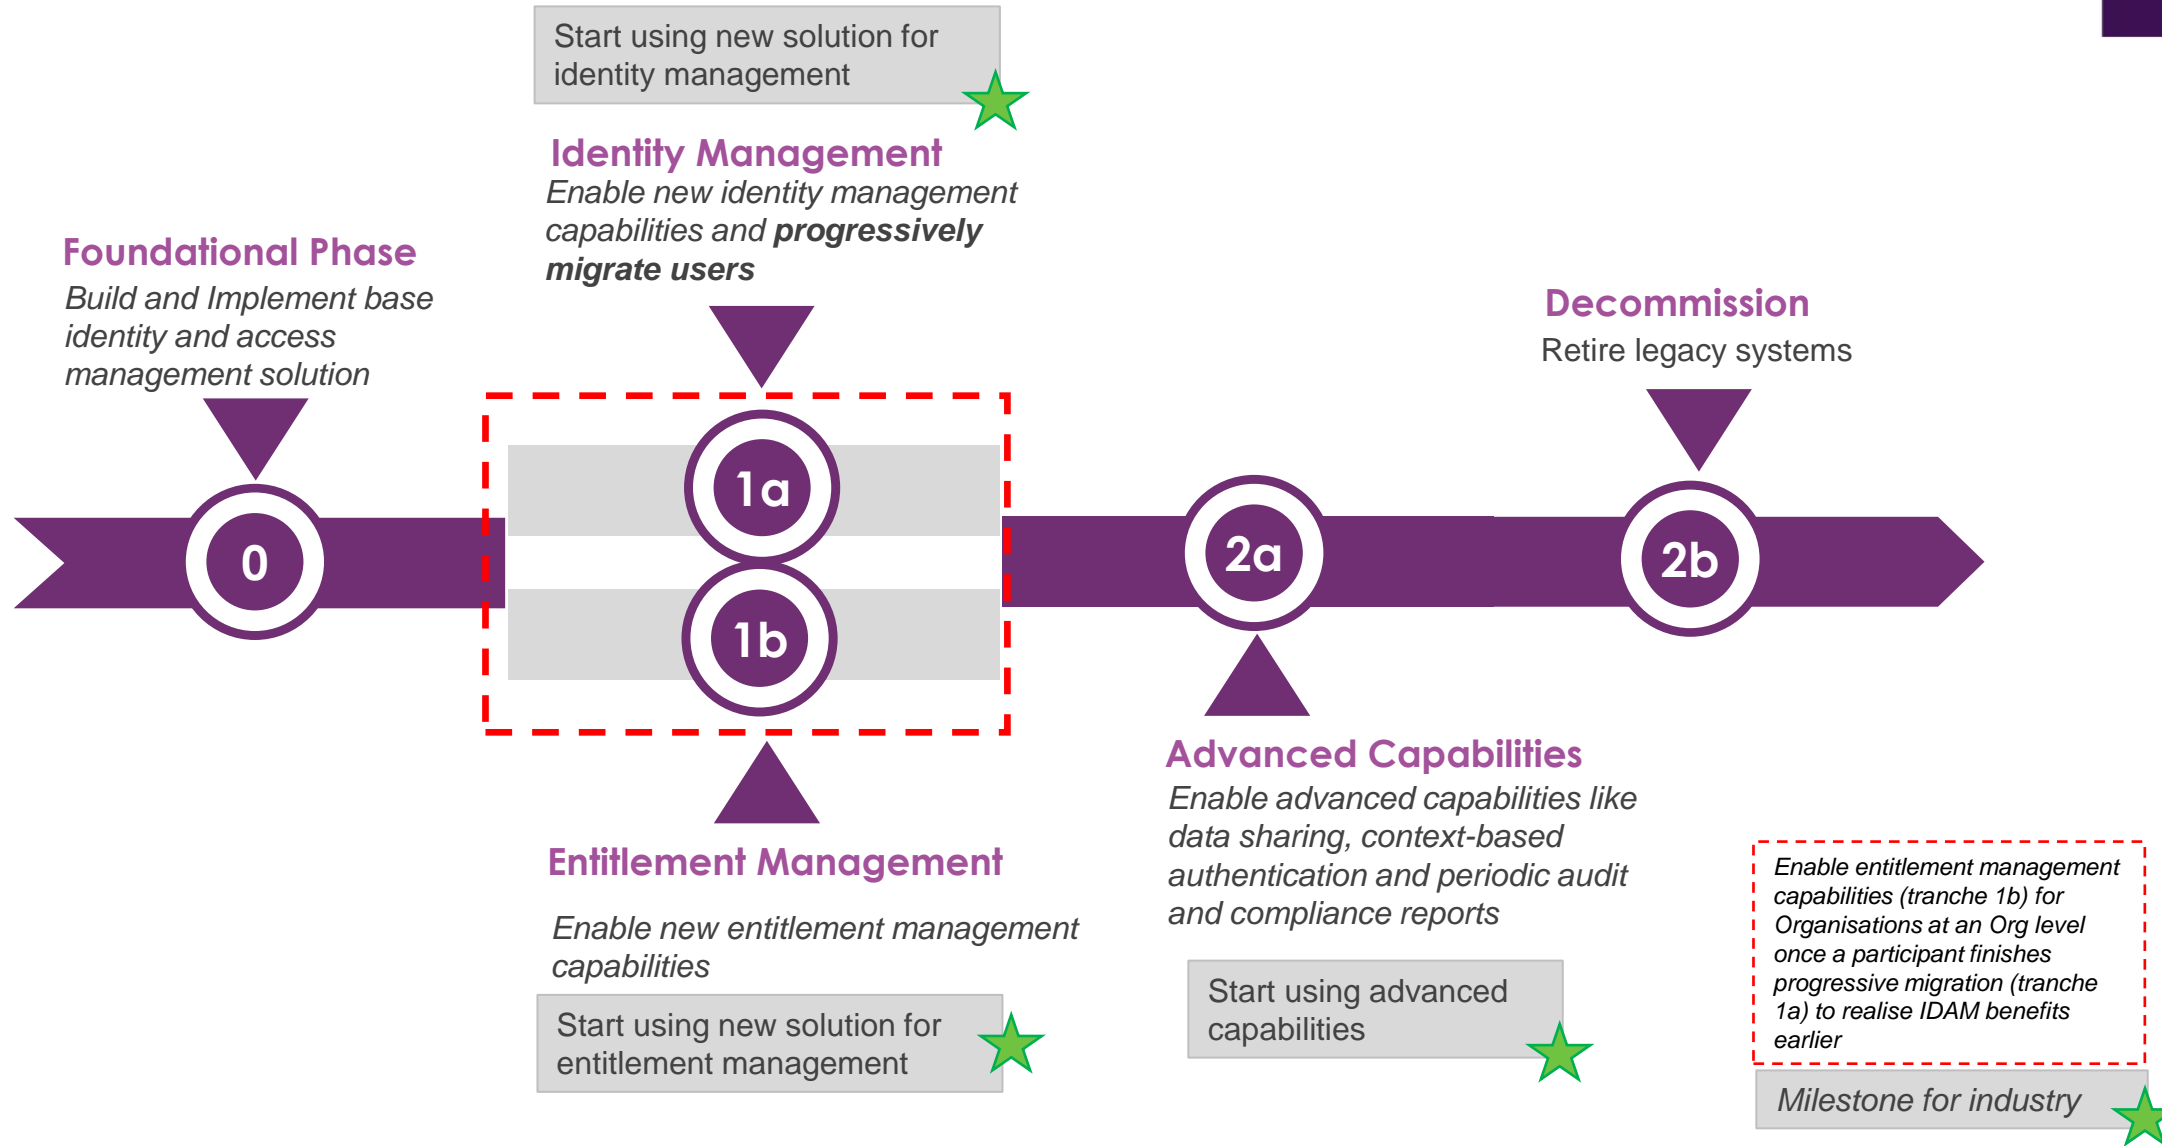 Start using new solution for
identity management
Identity Management
Enable new identity management
capabilities and progressively
migrate users
Foundational Phase
Build and Implement base
identity and access
management solution
Decommission
Retire legacy systems
0
1a
1b
2a
2b
Entitlement Management
Enable new entitlement management
capabilities
Start using new solution for
entitlement management
Advanced Capabilities
Enable advanced capabilities like
data sharing, context-based
authentication and periodic audit
and compliance reports
Start using advanced
capabilities
Enable entitlement management
capabilities (tranche 1b) for
Organisations at an Org level
once a participant finishes
progressive migration (tranche
1a) to realise IDAM benefits
earlier
Milestone for industry